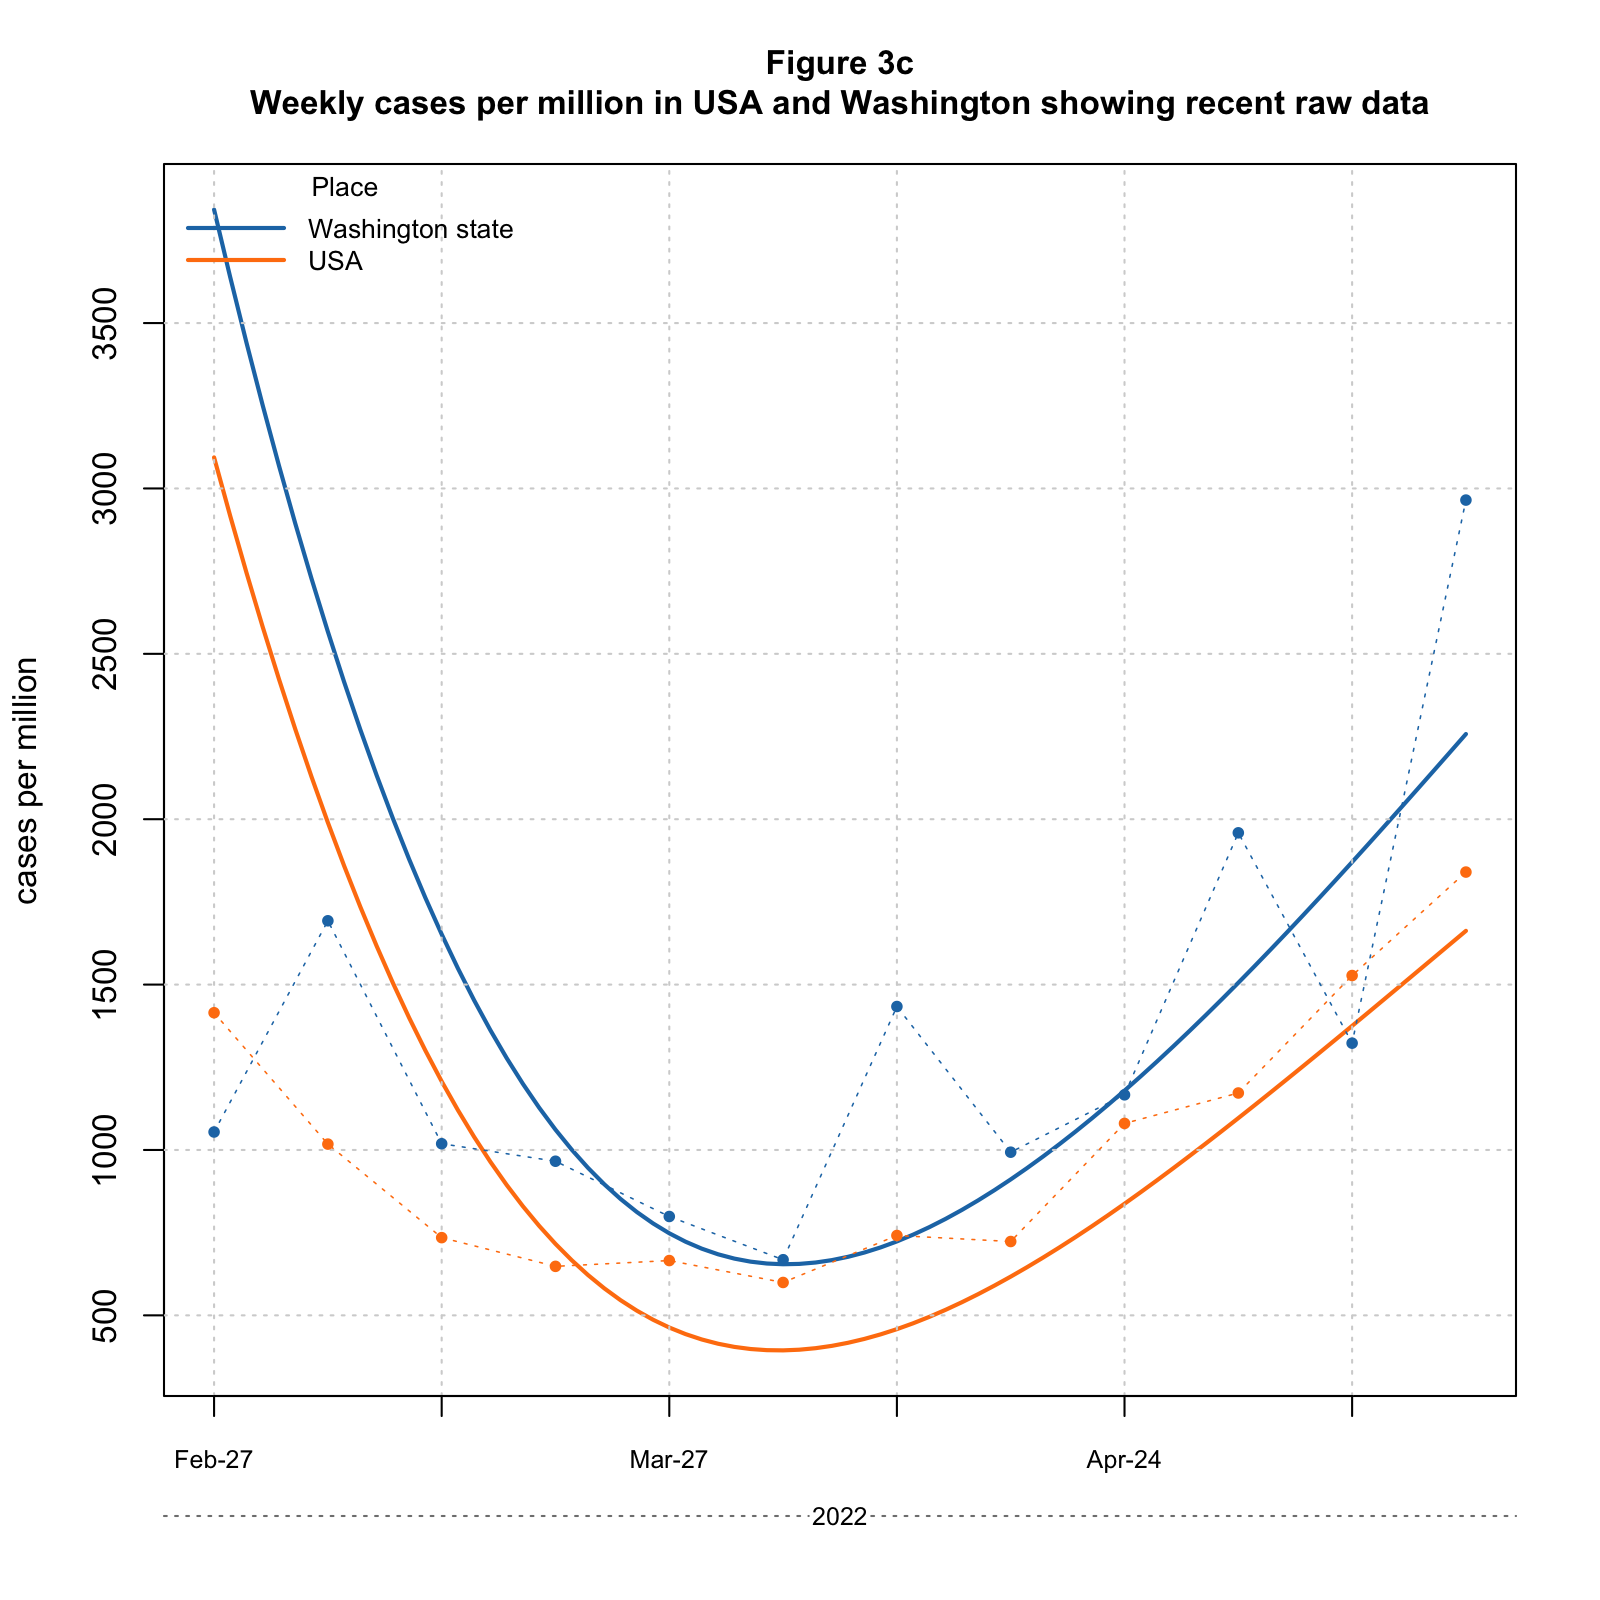 Figure 3c
Weekly cases per million in USA and Washington showing recent raw data
Place
Washington state
USA
cases per million
3500
3000
2500
2000
1500
1000
500
Feb-27
Mar-27
Apr-24
2022